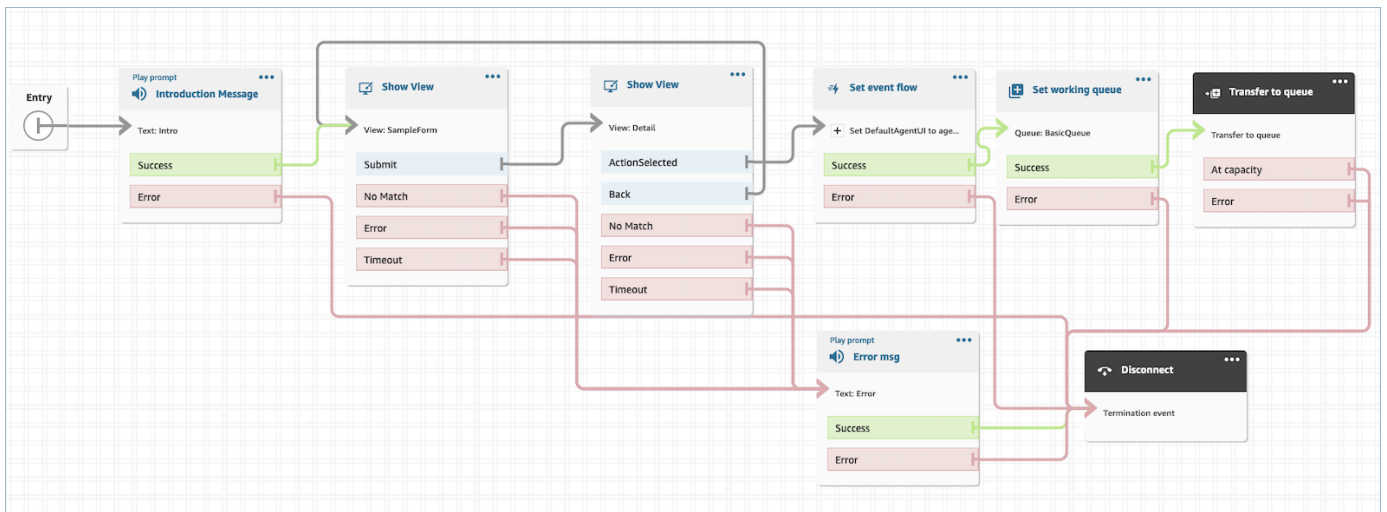 Entry
Play prompt
Introduction Message
Text: Intro
Success
Error
Show View
View: SampleForm
Submit
No Match
Error
Timeout
Show View
View: Detail
ActionSelected
Back
No Match
Error
Timeout
Set event flow
Set DefaultAgentUI to age...
Success
Error
Set working queue
Queue: BasicQueue
Success
Error
Transfer to queue
Transfer to queue
At capacity
Error
Play prompt
Error msg
Text: Error
Success
Error
Disconnect
Termination event